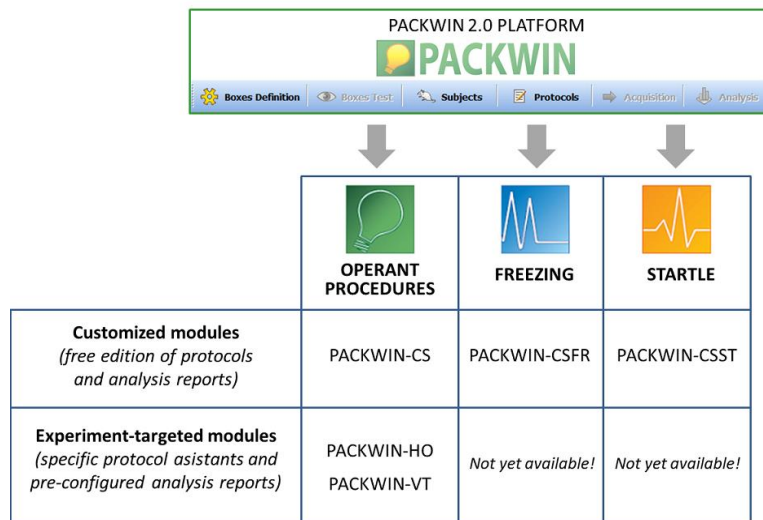 PACKWIN 2.0 PLATFORM
PACKWIN
Boxes Definition Boxes Test Subjects Protocols Acquisition Analysis
OPERANT
PROCEDURES
FREEZING
STARTLE
Customized modules
(free edition of protocols
and analysis reports)
PACKWIN-CS
PACKWIN-CSFR
PACKWIN-CSST
Experiment-targeted modules
(specific protocol asistants and
pre-configured analysis reports)
PACKWIN-HO
PACKWIN-VT
Not yet available!
Not yet available!